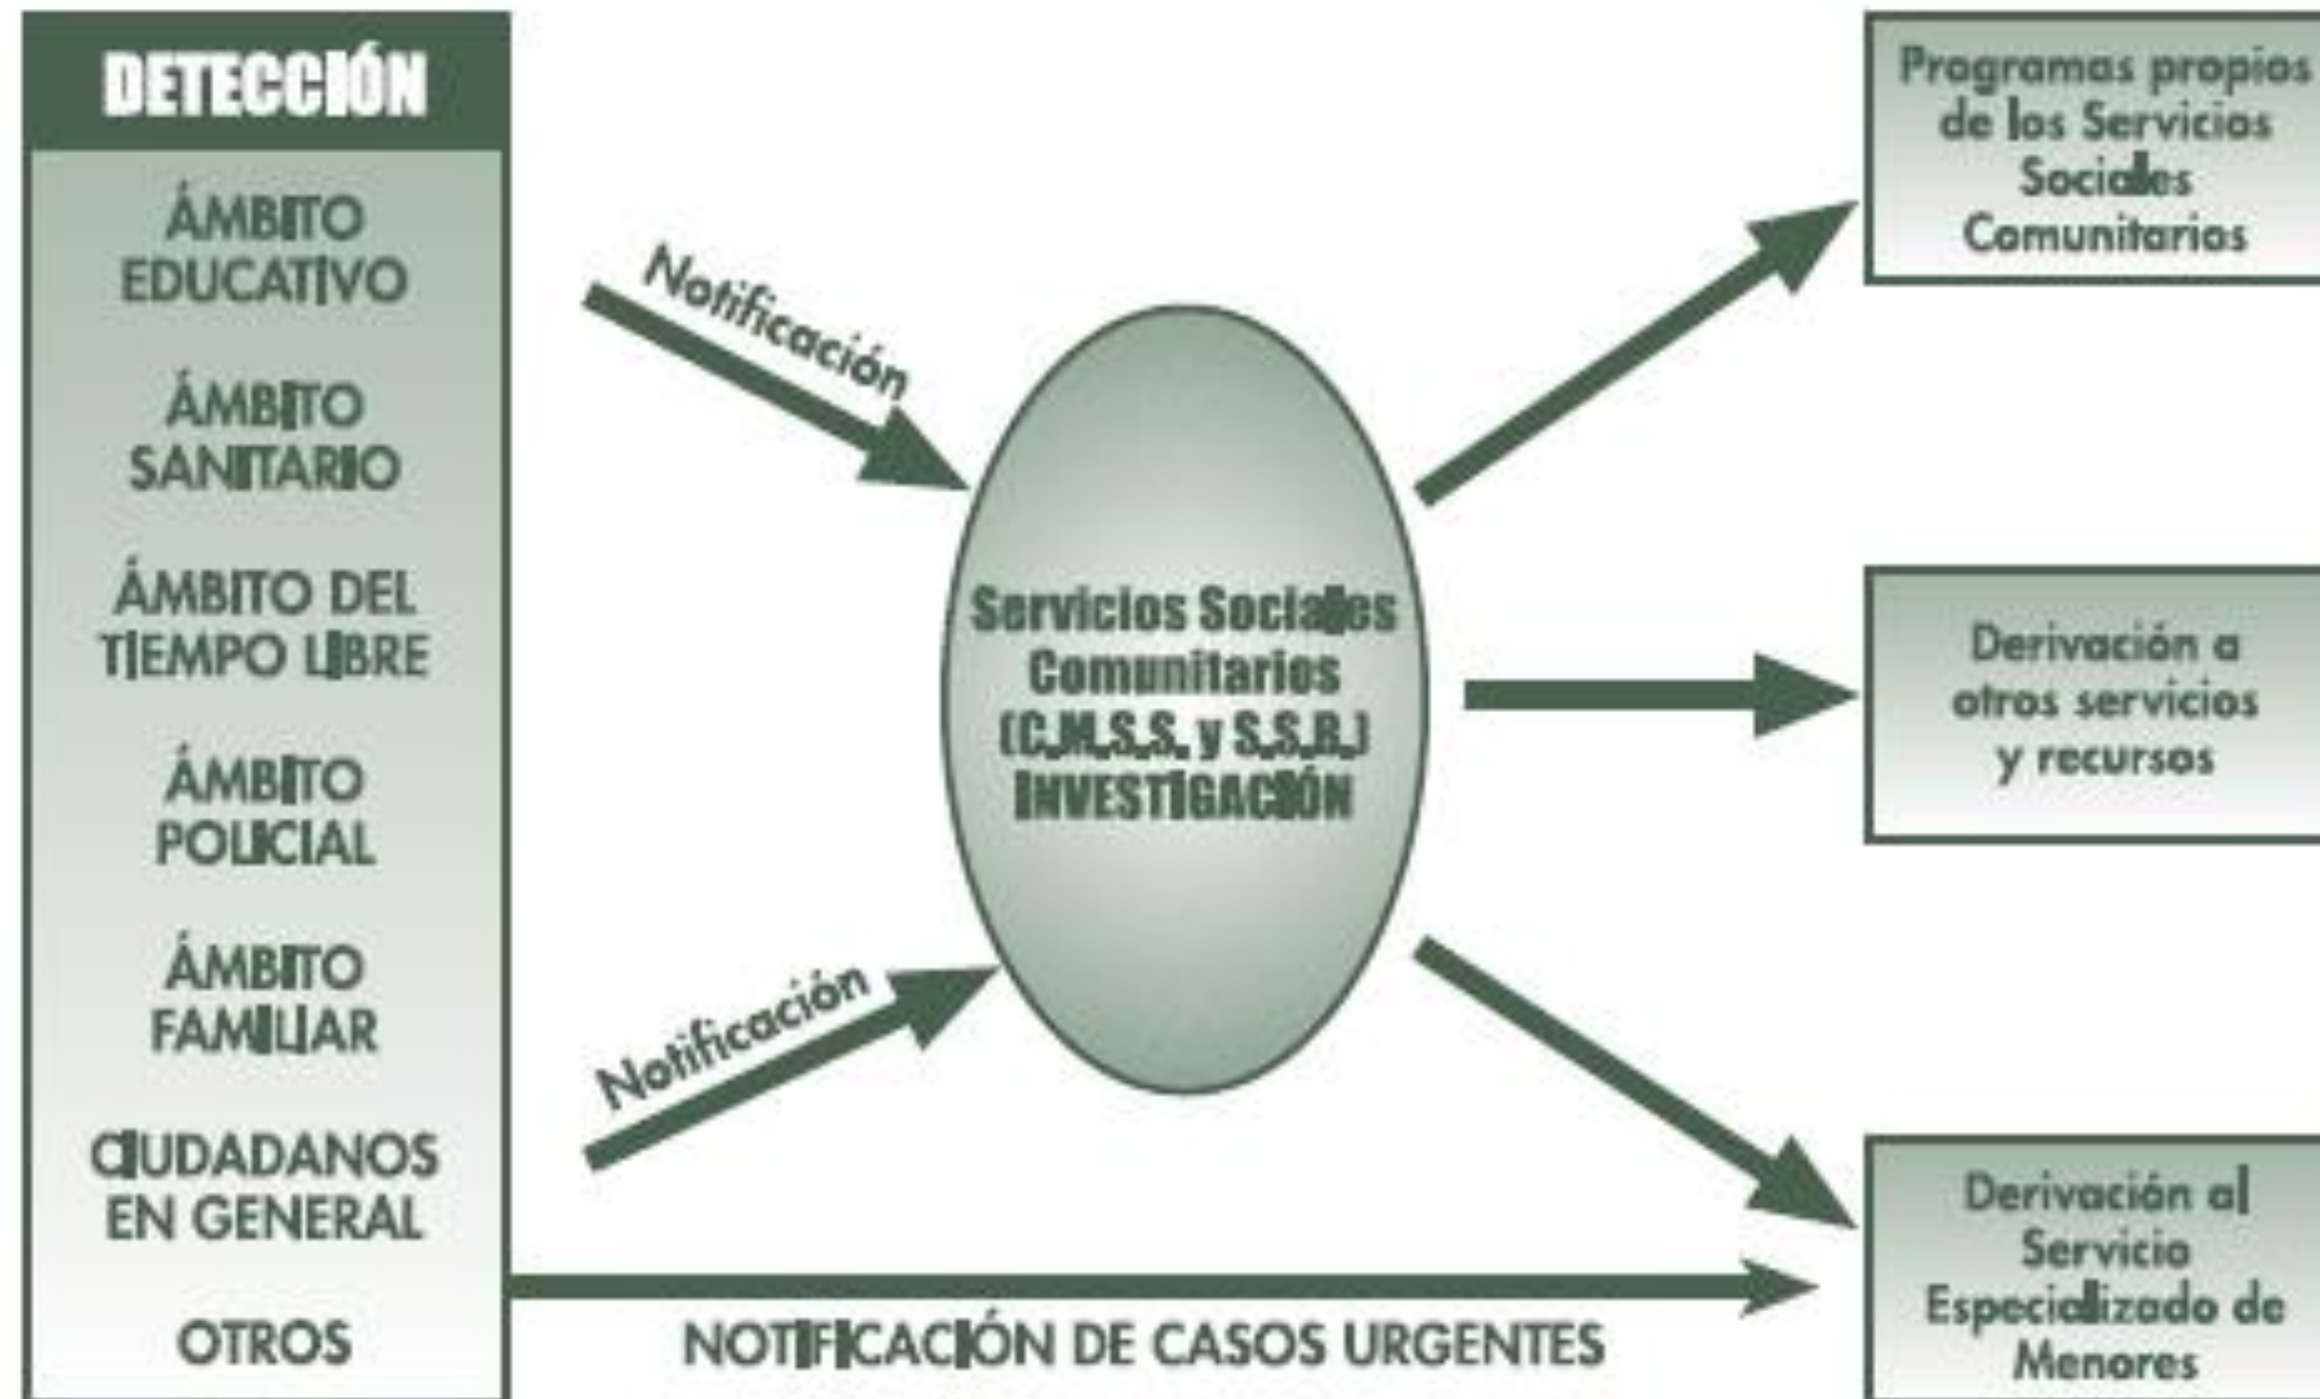 DETECCIÓN
ÁMBITO
EDUCATIVO
ÁMBITO
SANITARIO
ÁMBITO DEL
TIEMPO LIBRE
ÁMBITO
POLICIAL
ÁMBITO
FAMILIAR
CIUDADANOS
EN GENERAL
OTROS
Notificación
Notificación
Servicios Sociales
Comunitarios
(C.M.S.S. y S.S.B.)
INVESTIGACIÓN
NOTIFICACIÓN DE CASOS URGENTES
Programas propios
de los Servicios
Sociales
Comunitarios
Derivación a
otros servicios
y recursos
Derivación al
Servicio
Especializado de
Menores